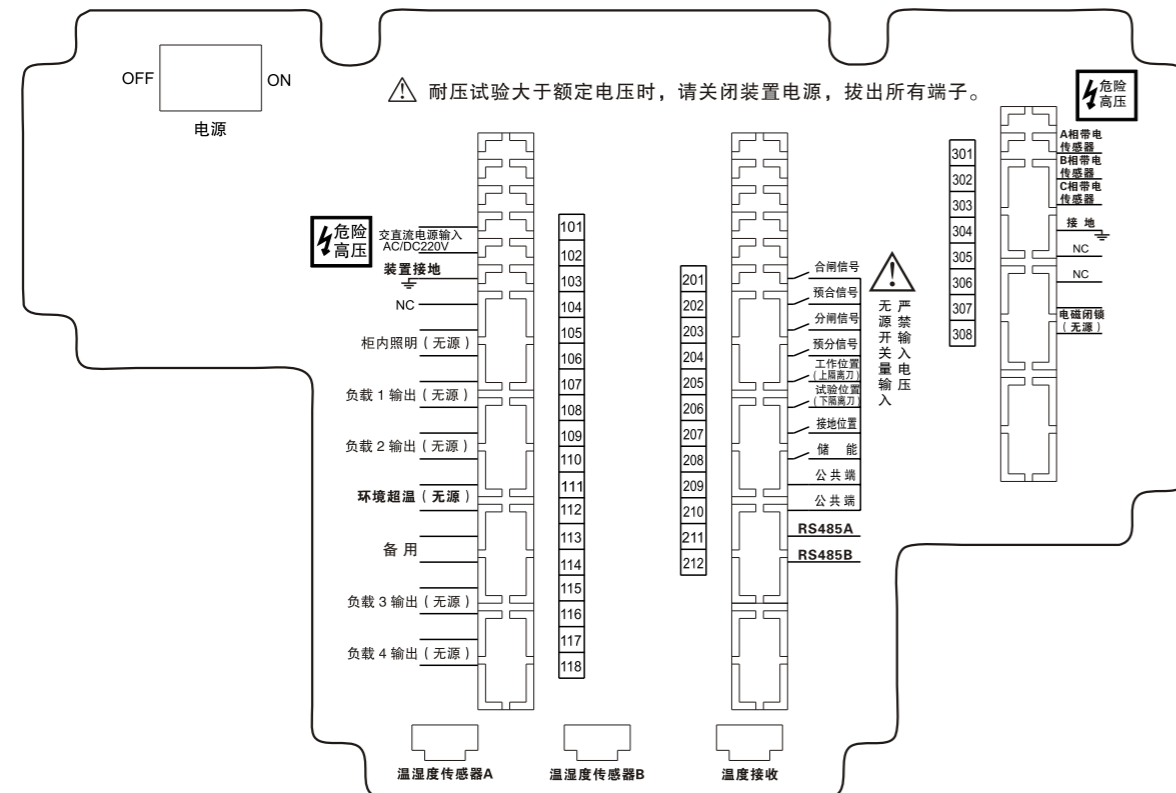 OFF
ON
电源
耐压试验大于额定电压时，请关闭装置电源，拔出所有端子。
危险
高压
危险
高压
交直流电源输入
AC/DC220V
装置接地
NC
柜内照明（无源）
负载 1 输出（无源）
负载 2 输出（无源）
环境超温（无源）
备 用
负载 3 输出（无源）
负载 4 输出（无源）
101
102
103
104
105
106
107
108
109
110
111
112
113
114
115
116
117
118
201
202
203
204
205
206
207
208
209
210
211
212
合闸信号
预合信号
分闸信号
预分信号
工作位置
（上隔离刀）
试验位置
（下隔离刀）
接地位置
储 能
公 共 端
公 共 端
RS485A
RS485B
严禁输入电压
无源开关量输入
301
302
303
304
305
306
307
308
A相带电
传感器
B相带电
传感器
C相带电
传感器
接 地
NC
NC
电磁闭锁
（无源）
温湿度传感器A
温湿度传感器B
温度接收